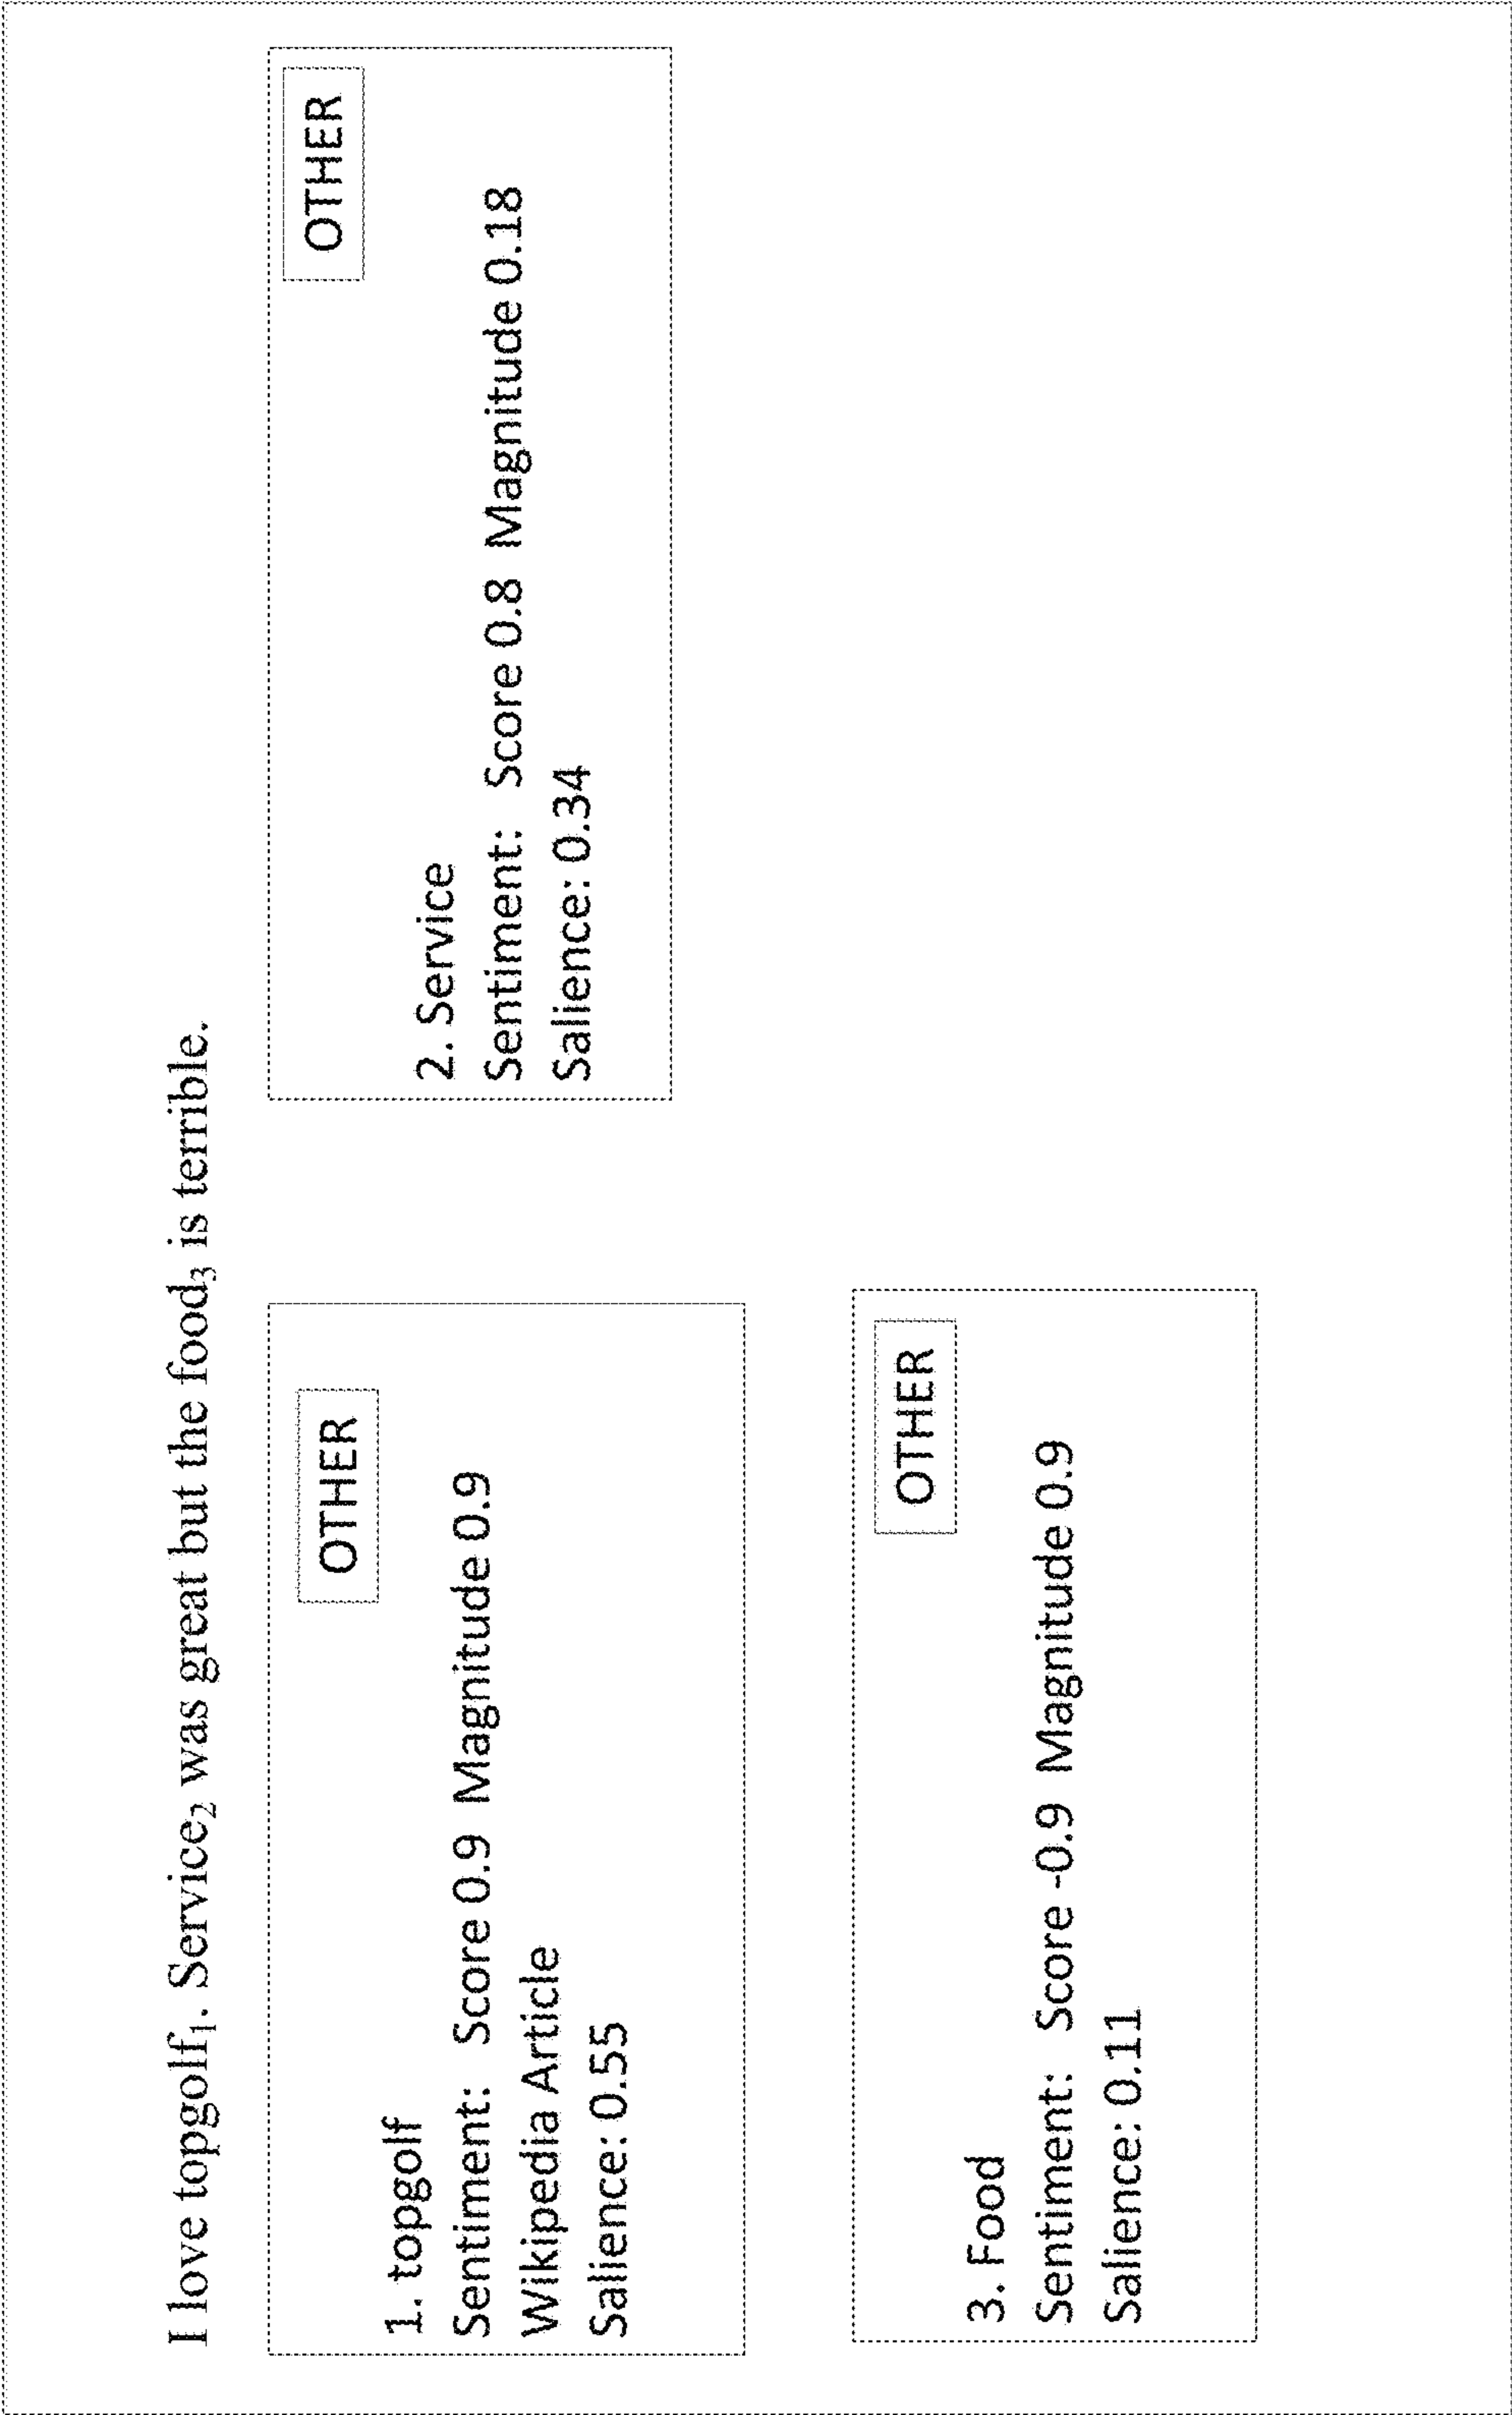 I love topgolf₁. Service₂ was great but the food₃ is terrible.
OTHER
1. topgolf
Sentiment: Score 0.9 Magnitude 0.9
Wikipedia Article
Salience: 0.55
OTHER
2. Service
Sentiment: Score 0.8 Magnitude 0.18
Salience: 0.34
OTHER
3. Food
Sentiment: Score -0.9 Magnitude 0.9
Salience: 0.11